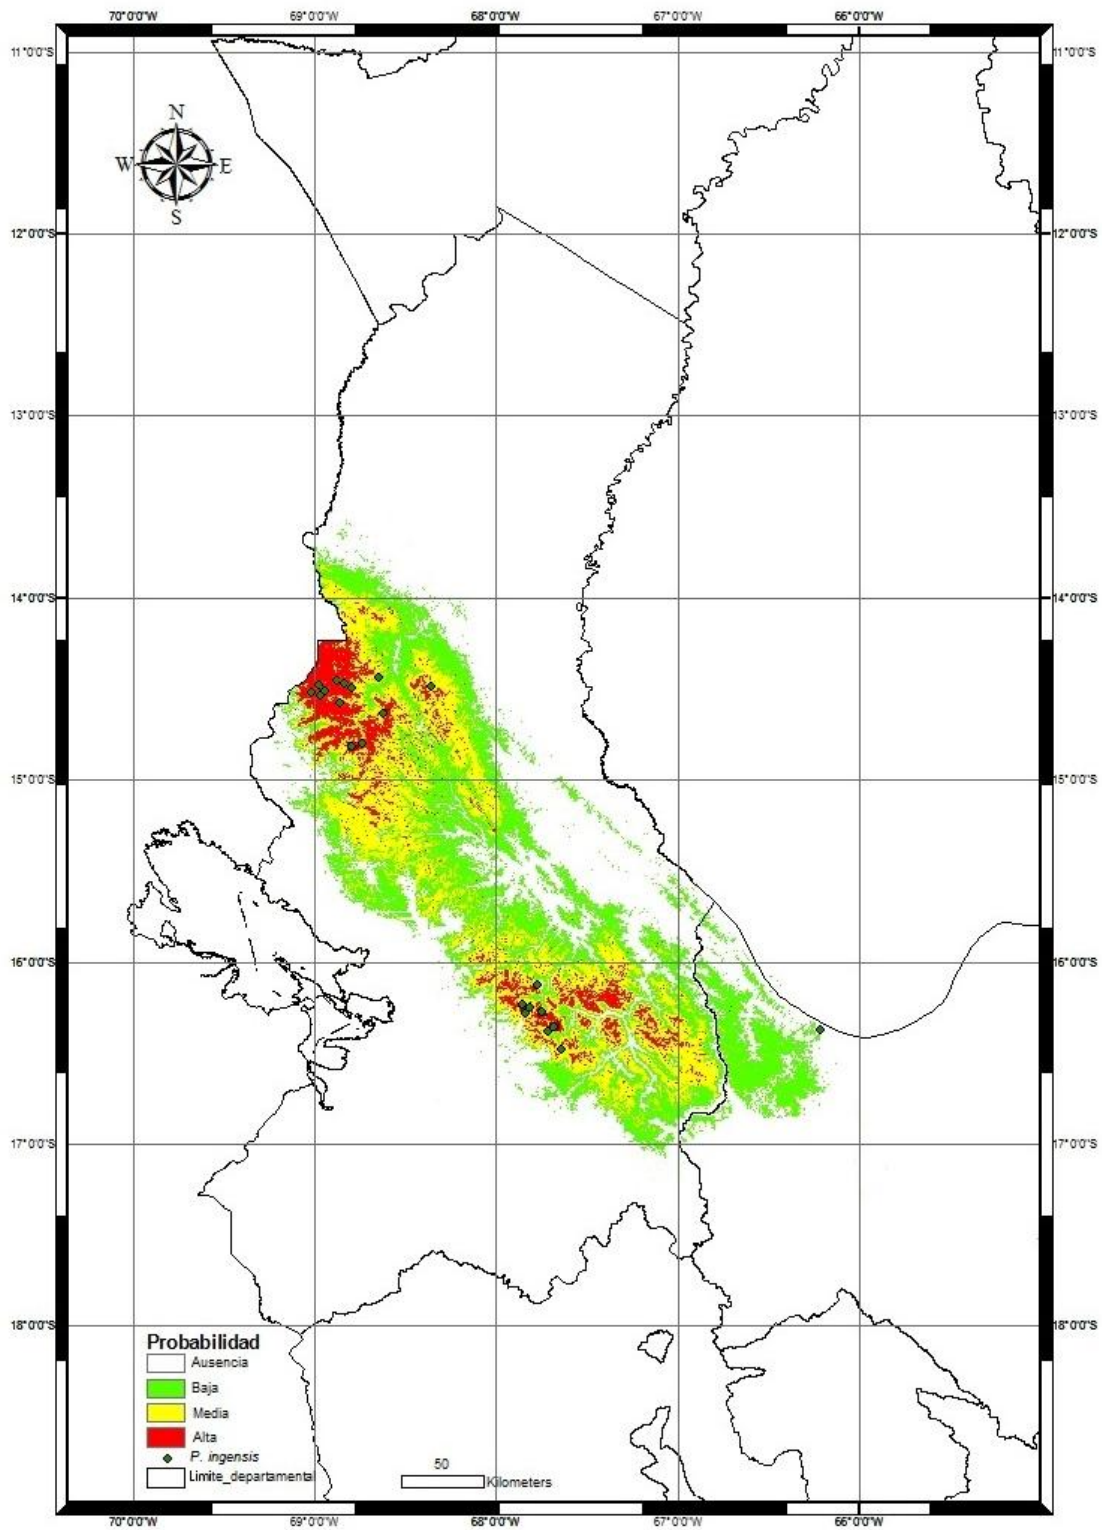 70°0'0"W 69°0'0"W 68°0'0"W 67°0'0"W 66°0'0"W
11°0'0"S 11°0'0"S
N
W E
S
12°0'0"S 12°0'0"S
13°0'0"S 13°0'0"S
14°0'0"S 14°0'0"S
15°0'0"S 15°0'0"S
16°0'0"S 16°0'0"S
17°0'0"S 17°0'0"S
18°0'0"S 18°0'0"S
Probabilidad
Ausencia
Baja
Media
Alta
P. ingensis
Limite_departamental
50
Kilometers
70°0'0"W 69°0'0"W 68°0'0"W 67°0'0"W 66°0'0"W